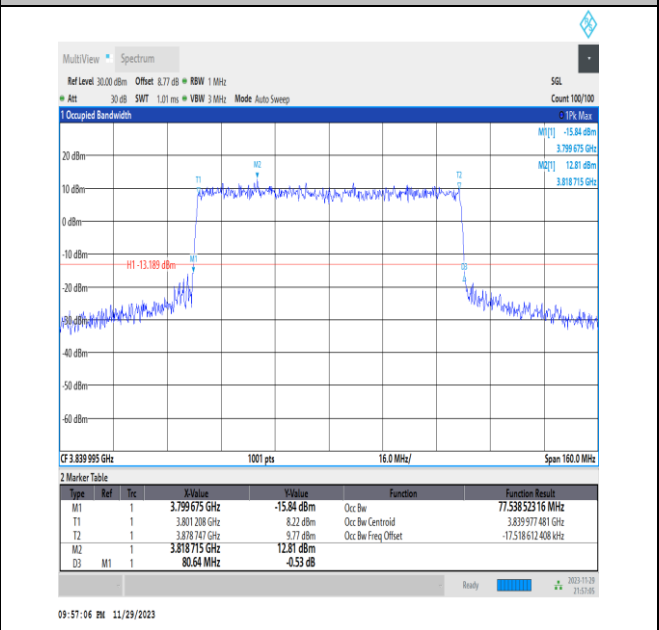 MultiView Spectrum
Ref Level 30.00 dBm Offset 8.77 dB RBW 1 MHz SGL
Att 30 dB SWT 1.01 ms VBW 3 MHz Mode Auto Sweep Count 100/100
1 Occupied Bandwidth 1Pk Max
M1[1] -15.84 dBm
3.799 675 GHz
M2[1] 12.81 dBm
3.818 715 GHz
20 dBm
M2
T1
T2
10 dBm
0 dBm
-10 dBm
M1
H1 -13.189 dBm
D3
-20 dBm
-30 dBm
-40 dBm
-50 dBm
-60 dBm
CF 3.839 995 GHz 1001 pts 16.0 MHz/ Span 160.0 MHz
2 Marker Table
Type Ref Trc X-Value Y-Value Function Function Result
M1 1 3.799 675 GHz -15.84 dBm Occ Bw 77.538 523 16 MHz
T1 1 3.801 208 GHz 8.22 dBm Occ Bw Centroid 3.839 977 481 GHz
T2 1 3.878 747 GHz 9.77 dBm Occ Bw Freq Offset -17.518 612 408 kHz
M2 1 3.818 715 GHz 12.81 dBm
D3 M1 1 80.64 MHz -0.53 dB
Ready 2023-11-29
21:57:05
09:57:06 PM 11/29/2023